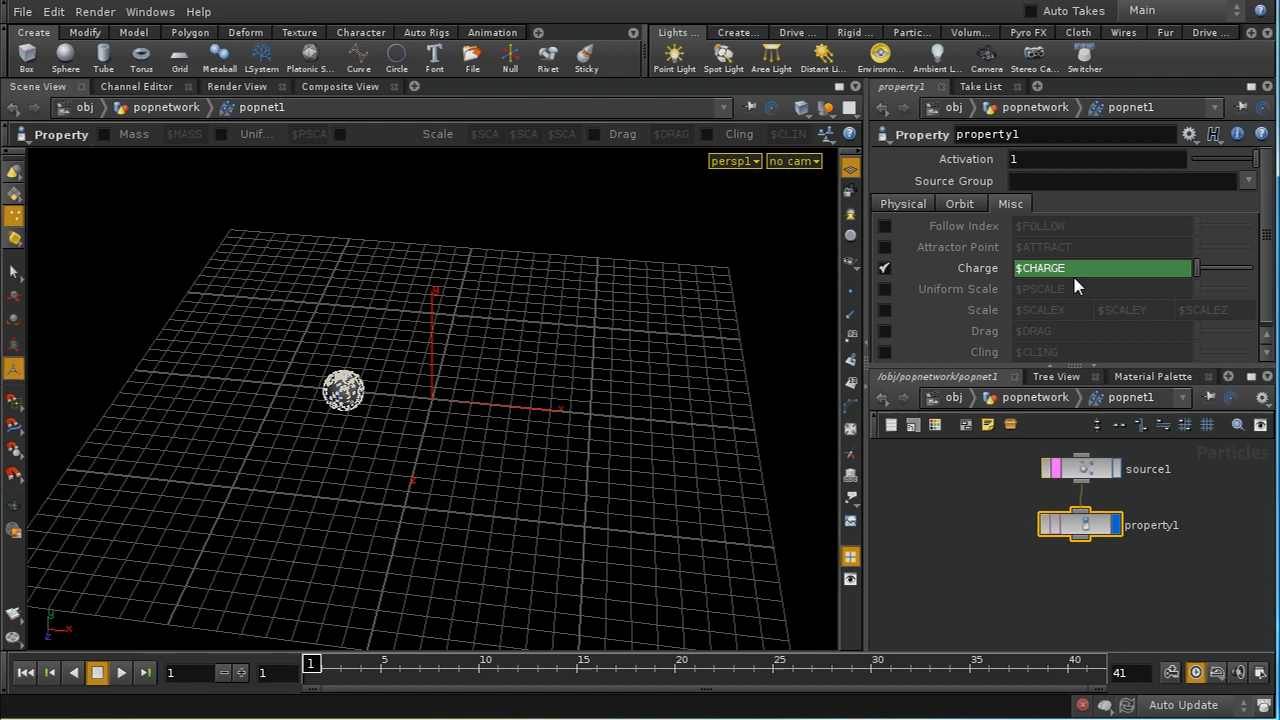 File Edit Render Windows Help Auto Takes Main
Create Modify Model Polygon Deform Texture Character Auto Rigs Animation Lights ... Create... Drive ... Rigid ... Partic... Volum... Pyro FX Cloth Wires Fur Drive ...
Box Sphere Tube Torus Grid Metaball LSystem Platonic S... Curve Circle Font File Null Rivet Sticky Point Light Spot Light Area Light Distant Li... Environm... Ambient L... Camera Stereo Ca... Switcher
Scene View Channel Editor Render View Composite View property1 Take List
obj popnetwork popnet1 obj popnetwork popnet1
Property Mass $MASS Unif... $PSCA Scale $SCA $SCA $SCA Drag $DRAG Cling $CLIN Property property1
persp1 no cam
Activation 1
Source Group
Physical Orbit Misc
Follow Index $FOLLOW
Attractor Point $ATTRACT
Charge $CHARGE
Uniform Scale $PSCALE
Scale $SCALEX $SCALEY $SCALEZ
Drag $DRAG
Cling $CLING
y
x
z
/obj/popnetwork/popnet1 Tree View Material Palette
obj popnetwork popnet1
Particles
source1
property1
y
x
z
1 1 1 5 10 15 20 25 30 35 40 41
Auto Update